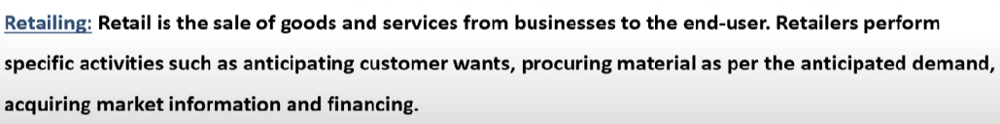 Retailing: Retail is the sale of goods and services from businesses to the end-user. Retailers perform
specific activities such as anticipating customer wants, procuring material as per the anticipated demand,
acquiring market information and financing.